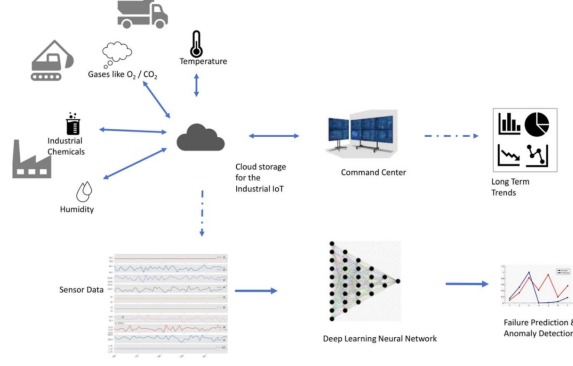 Temperature
Gases like O₂ / CO₂
Industrial
Chemicals
Cloud storage
for the
Industrial IoT
Command Center
Long Term
Trends
Humidity
Sensor Data
Deep Learning Neural Network
Failure Prediction &
Anomaly Detection